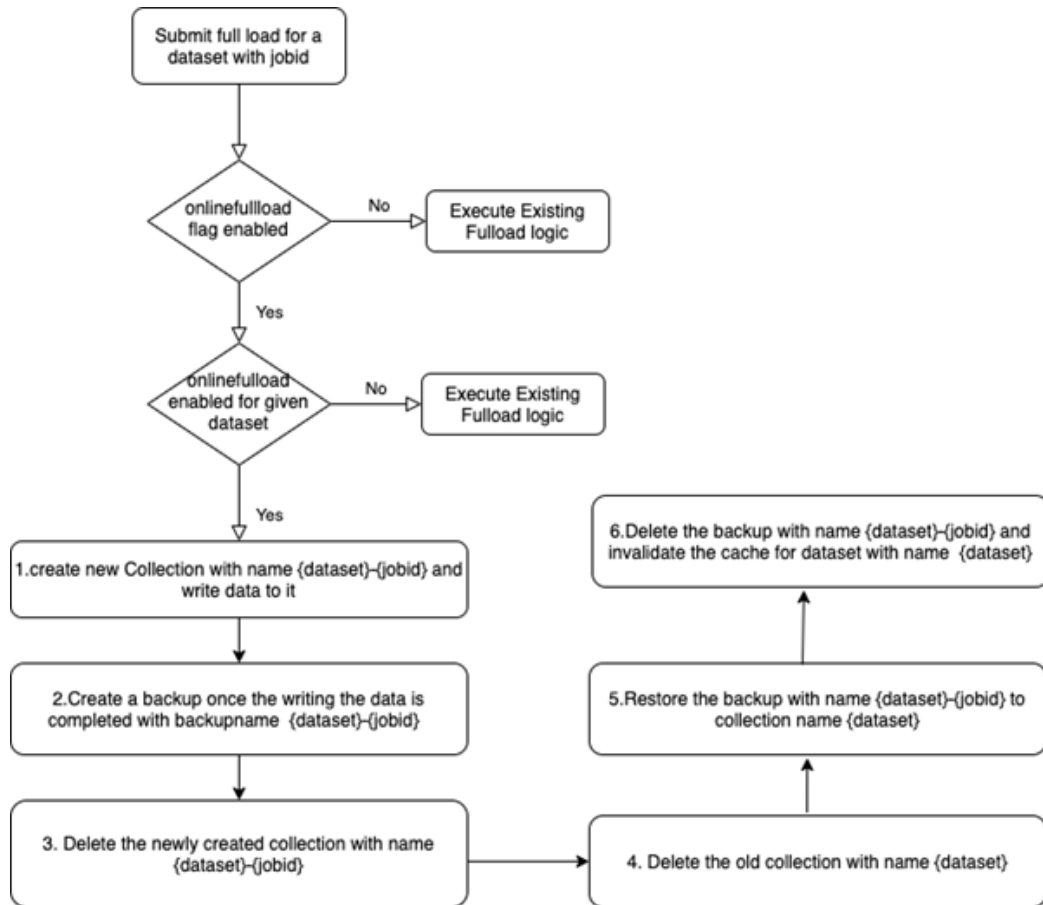 Submit full load for a
dataset with jobid
onlinefullload
flag enabled
No
Execute Existing
Fulload logic
Yes
onlinefullload
enabled for given
dataset
No
Execute Existing
Fulload logic
Yes
1.create new Collection with name {dataset}-{jobid} and
write data to it
2.Create a backup once the writing the data is
completed with backupname {dataset}-{jobid}
3. Delete the newly created collection with name
{dataset}-{jobid}
4. Delete the old collection with name {dataset}
5.Restore the backup with name {dataset}-{jobid} to
collection name {dataset}
6.Delete the backup with name {dataset}-{jobid} and
invalidate the cache for dataset with name {dataset}